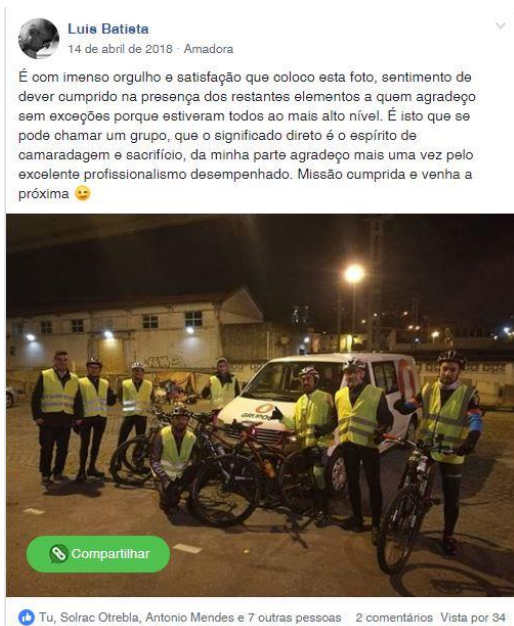 Luis Batista
14 de abril de 2018 · Amadora
É com imenso orgulho e satisfação que coloco esta foto, sentimento de
dever cumprido na presença dos restantes elementos a quem agradeço
sem exceções porque estiveram todos ao mais alto nível. É isto que se
pode chamar um grupo, que o significado direto é o espírito de
camaradagem e sacrifício, da minha parte agradeço mais uma vez pelo
excelente profissionalismo desempenhado. Missão cumprida e venha a
próxima 😉
Compartilhar
Tu, Solrac Otrebla, Antonio Mendes e 7 outras pessoas 2 comentários Vista por 34